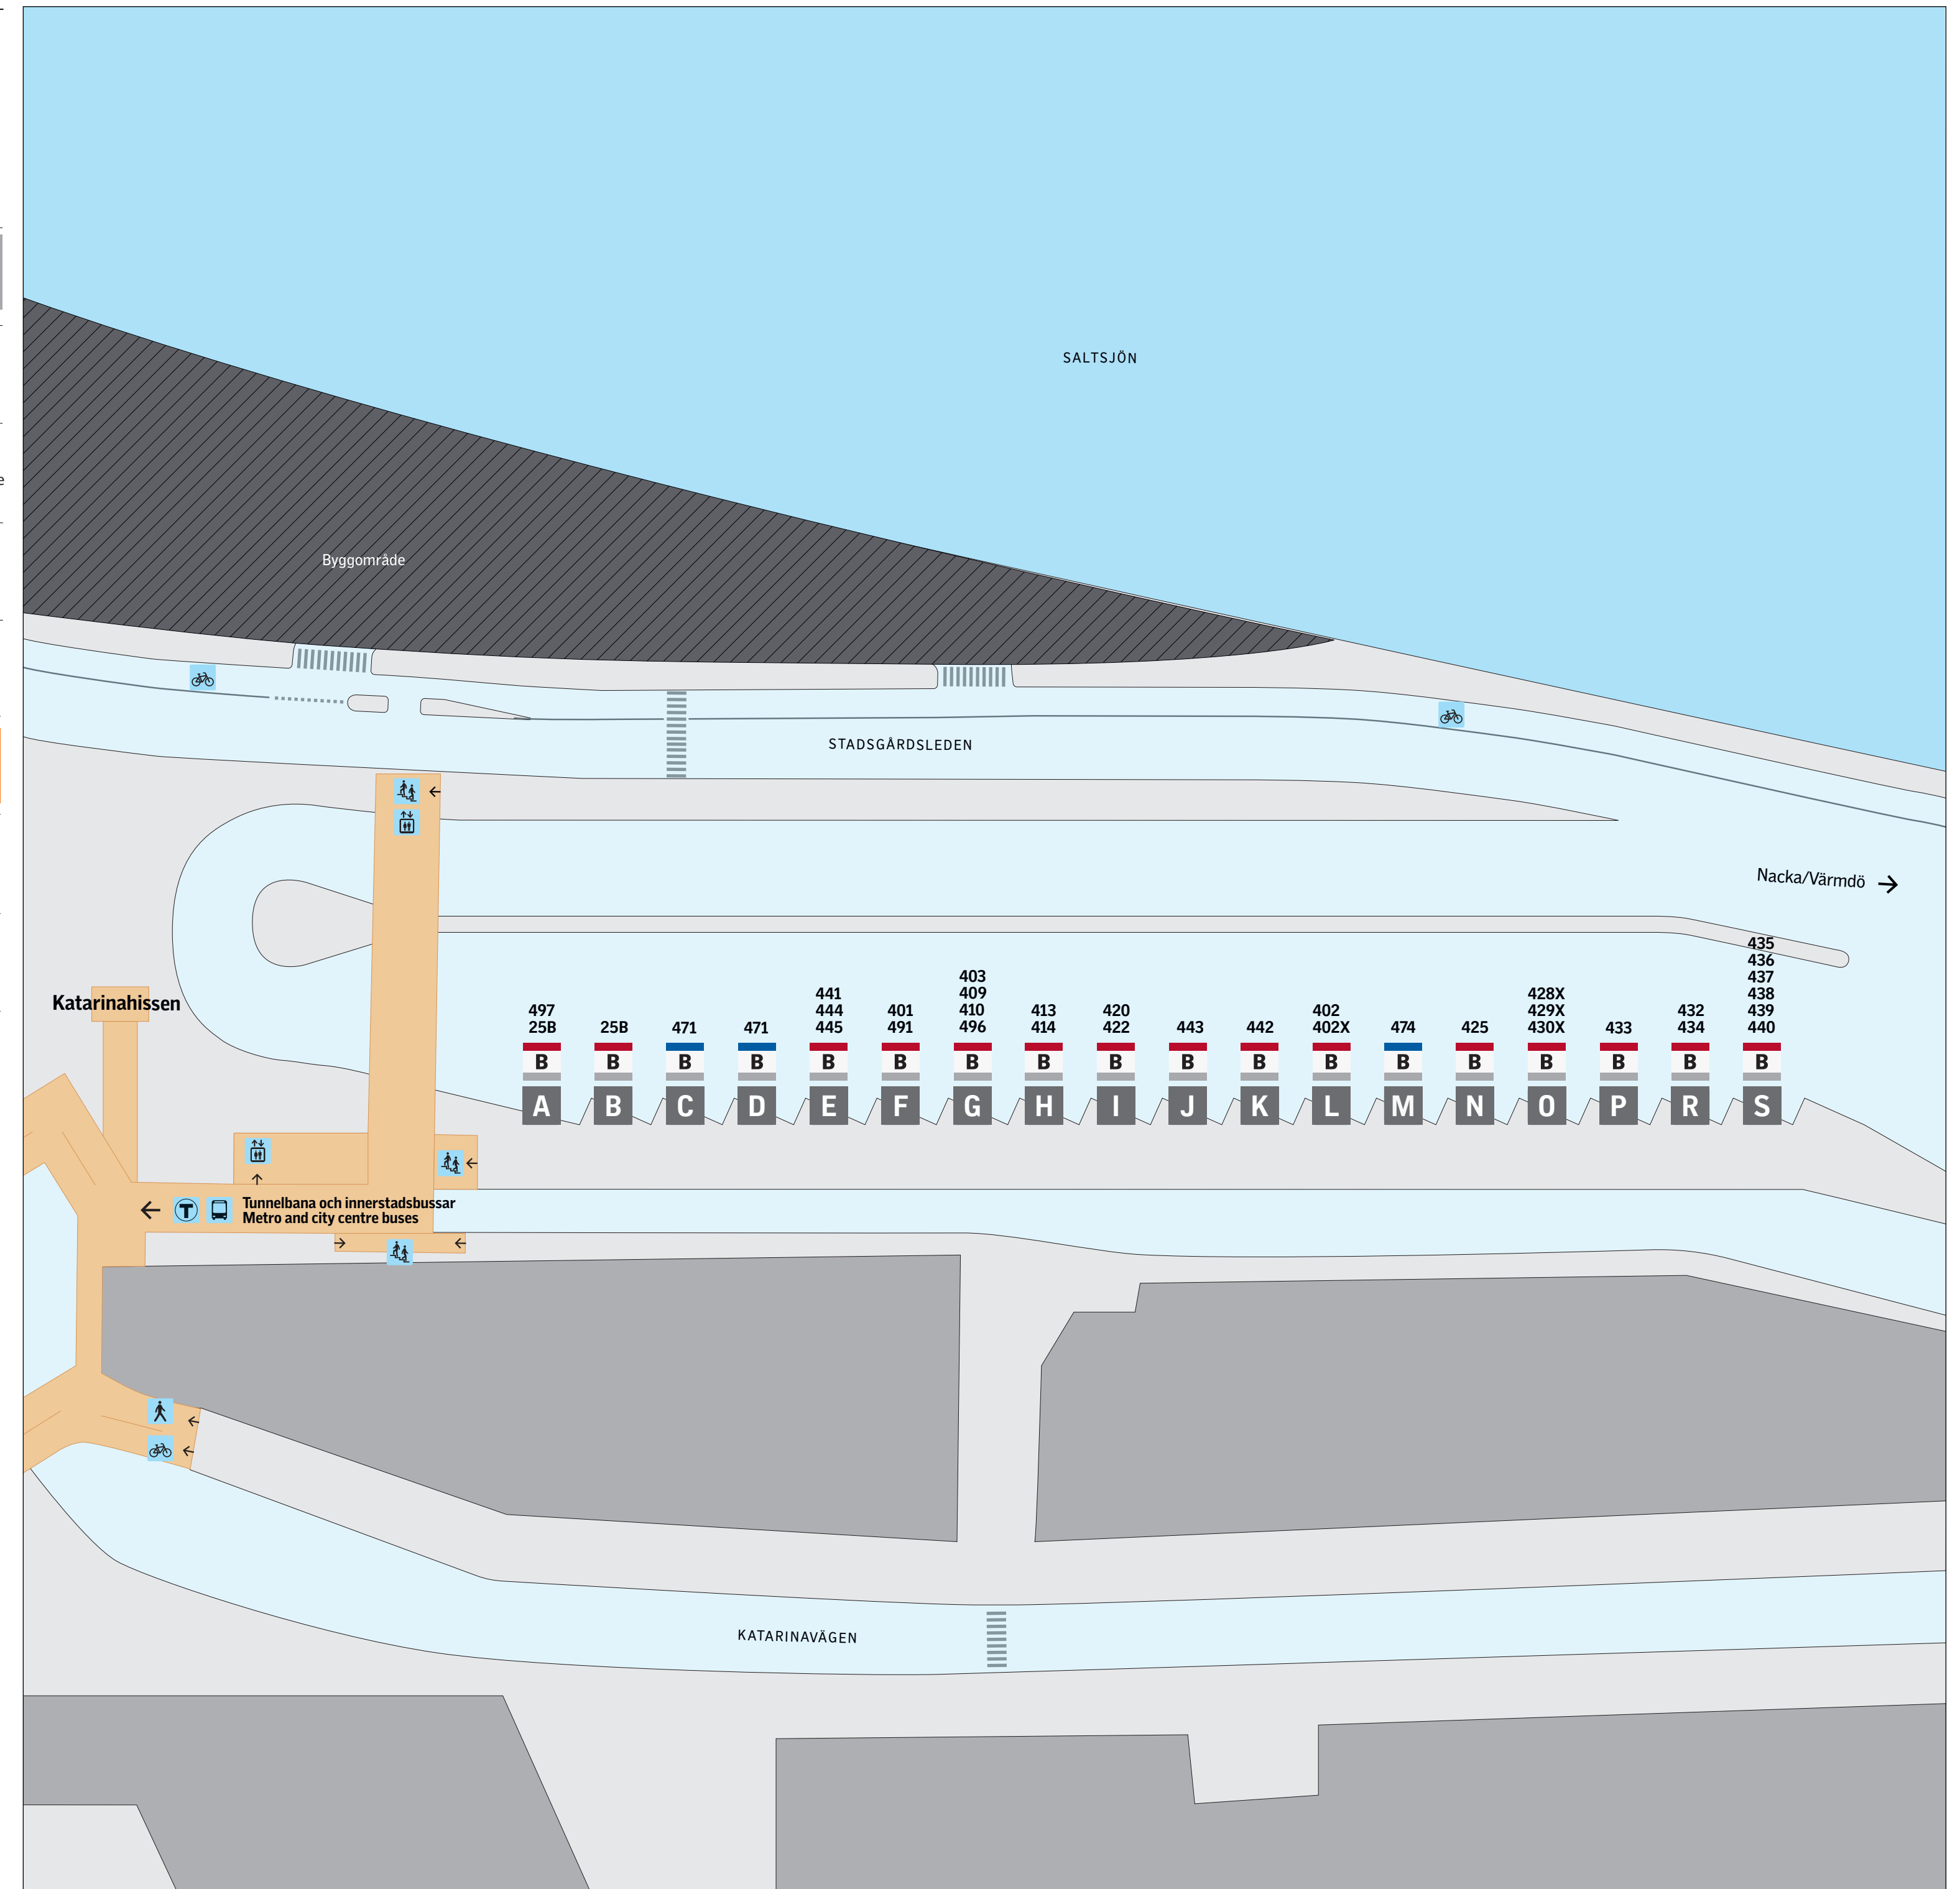 SALTSJÖN
Byggområde
STADSGÅRDSLEDEN
Nacka/Värmdö
Katarinahissen
497
25B
B
A
25B
B
B
471
B
C
471
B
D
441
444
445
B
E
401
491
B
F
403
409
410
496
B
G
413
414
B
H
420
422
B
I
443
B
J
442
B
K
402
402X
B
L
474
B
M
425
B
N
428X
429X
430X
B
O
433
B
P
432
434
B
R
435
436
437
438
439
440
B
S
T
Tunnelbana och innerstadsbussar
Metro and city centre buses
KATARINAVÄGEN